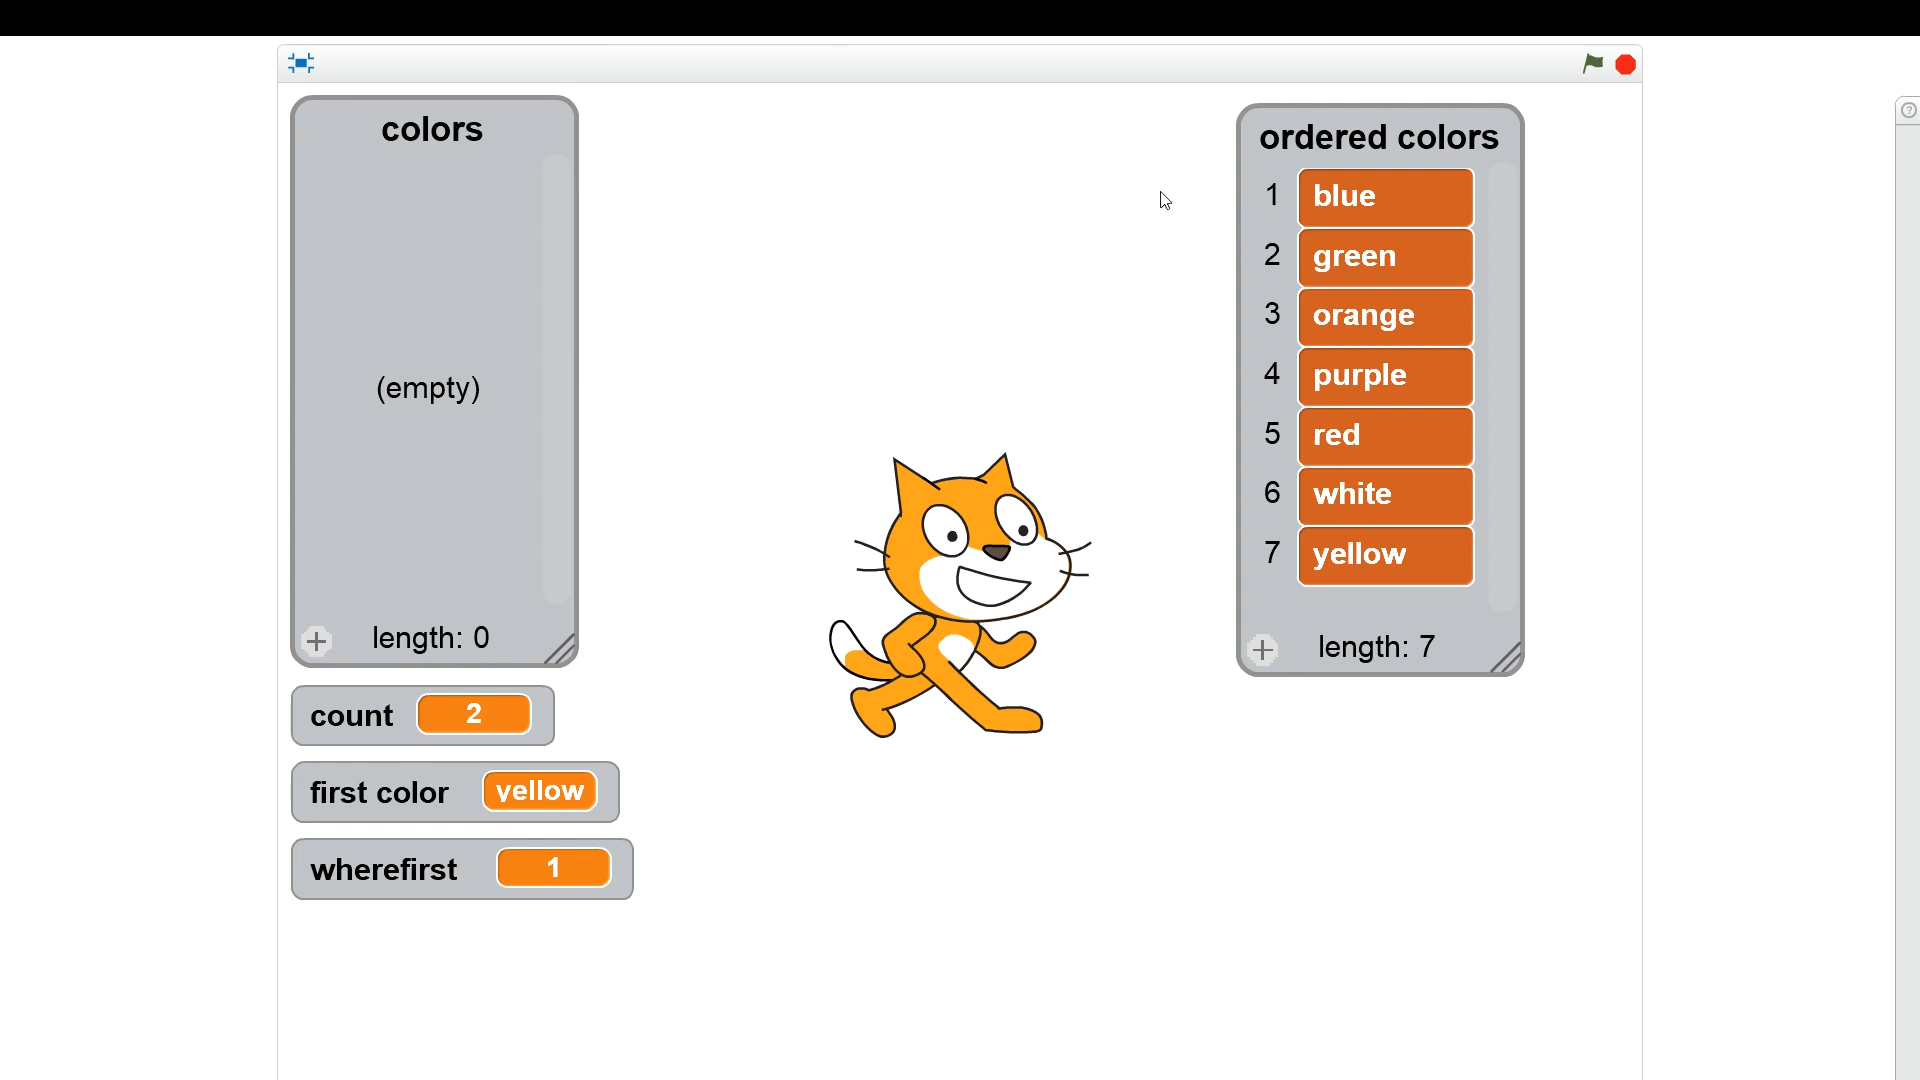 colors
(empty)
length: 0
count 2
first color yellow
wherefirst 1
ordered colors
1 blue
2 green
3 orange
4 purple
5 red
6 white
7 yellow
length: 7
?